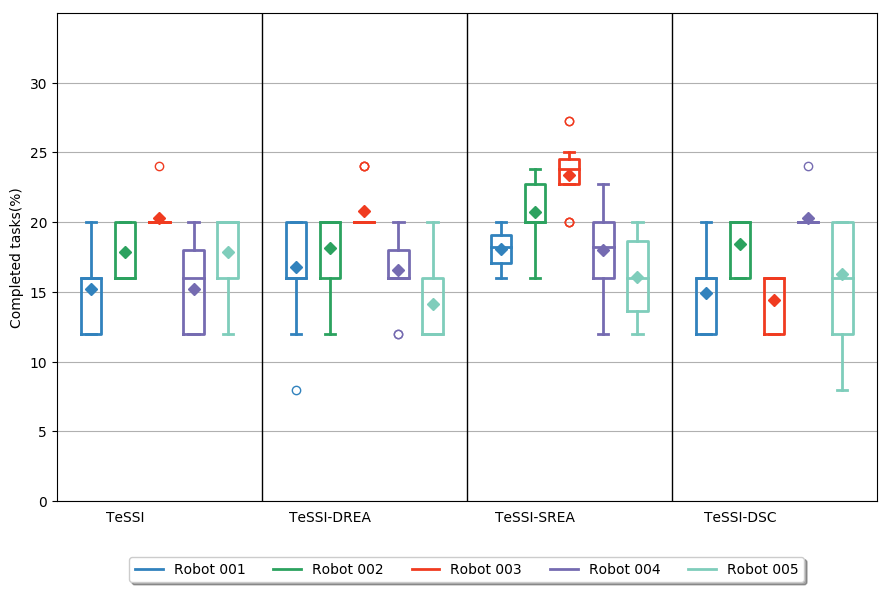 Completed tasks(%)
30
25
20
15
10
5
0
TeSSI TeSSI-DREA TeSSI-SREA TeSSI-DSC
Robot 001 Robot 002 Robot 003 Robot 004 Robot 005